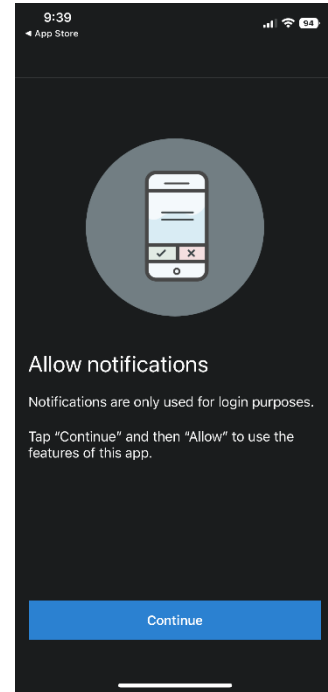 9:39
94
◀ App Store
Allow notifications
Notifications are only used for login purposes.
Tap "Continue" and then "Allow" to use the
features of this app.
Continue